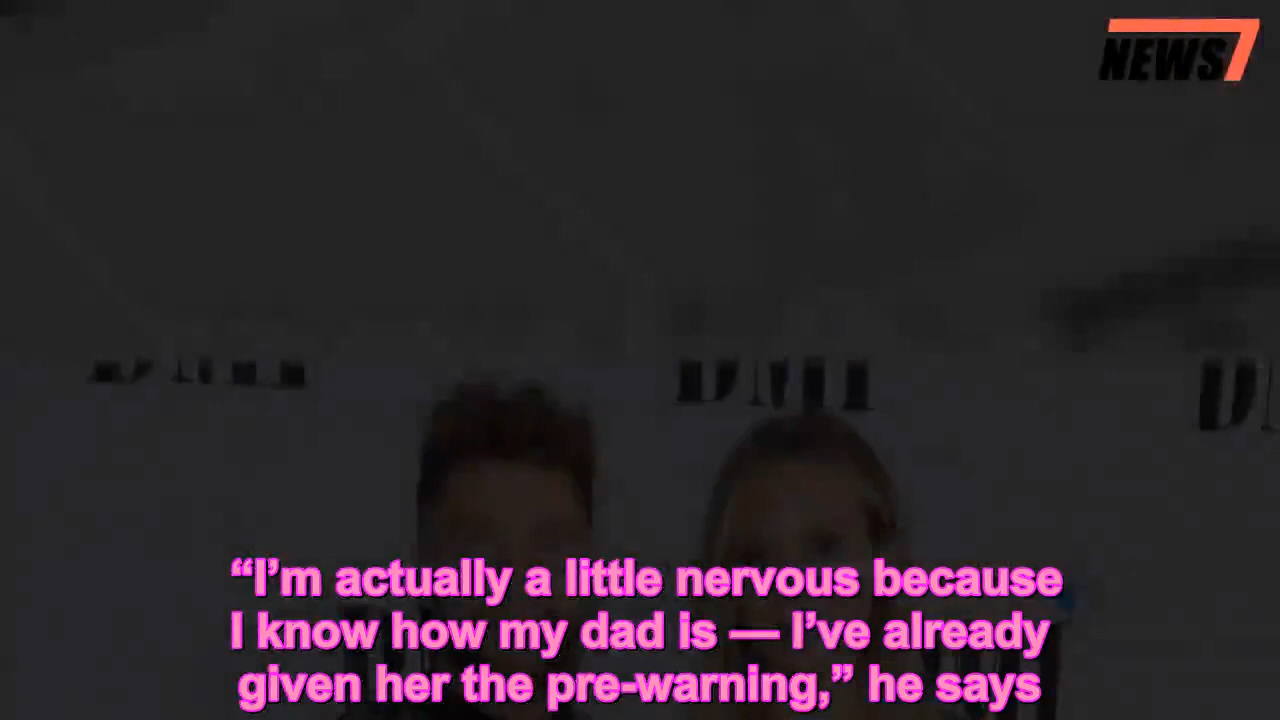 NEWS7
“I’m actually a little nervous because
I know how my dad is — I’ve already
given her the pre-warning,” he says